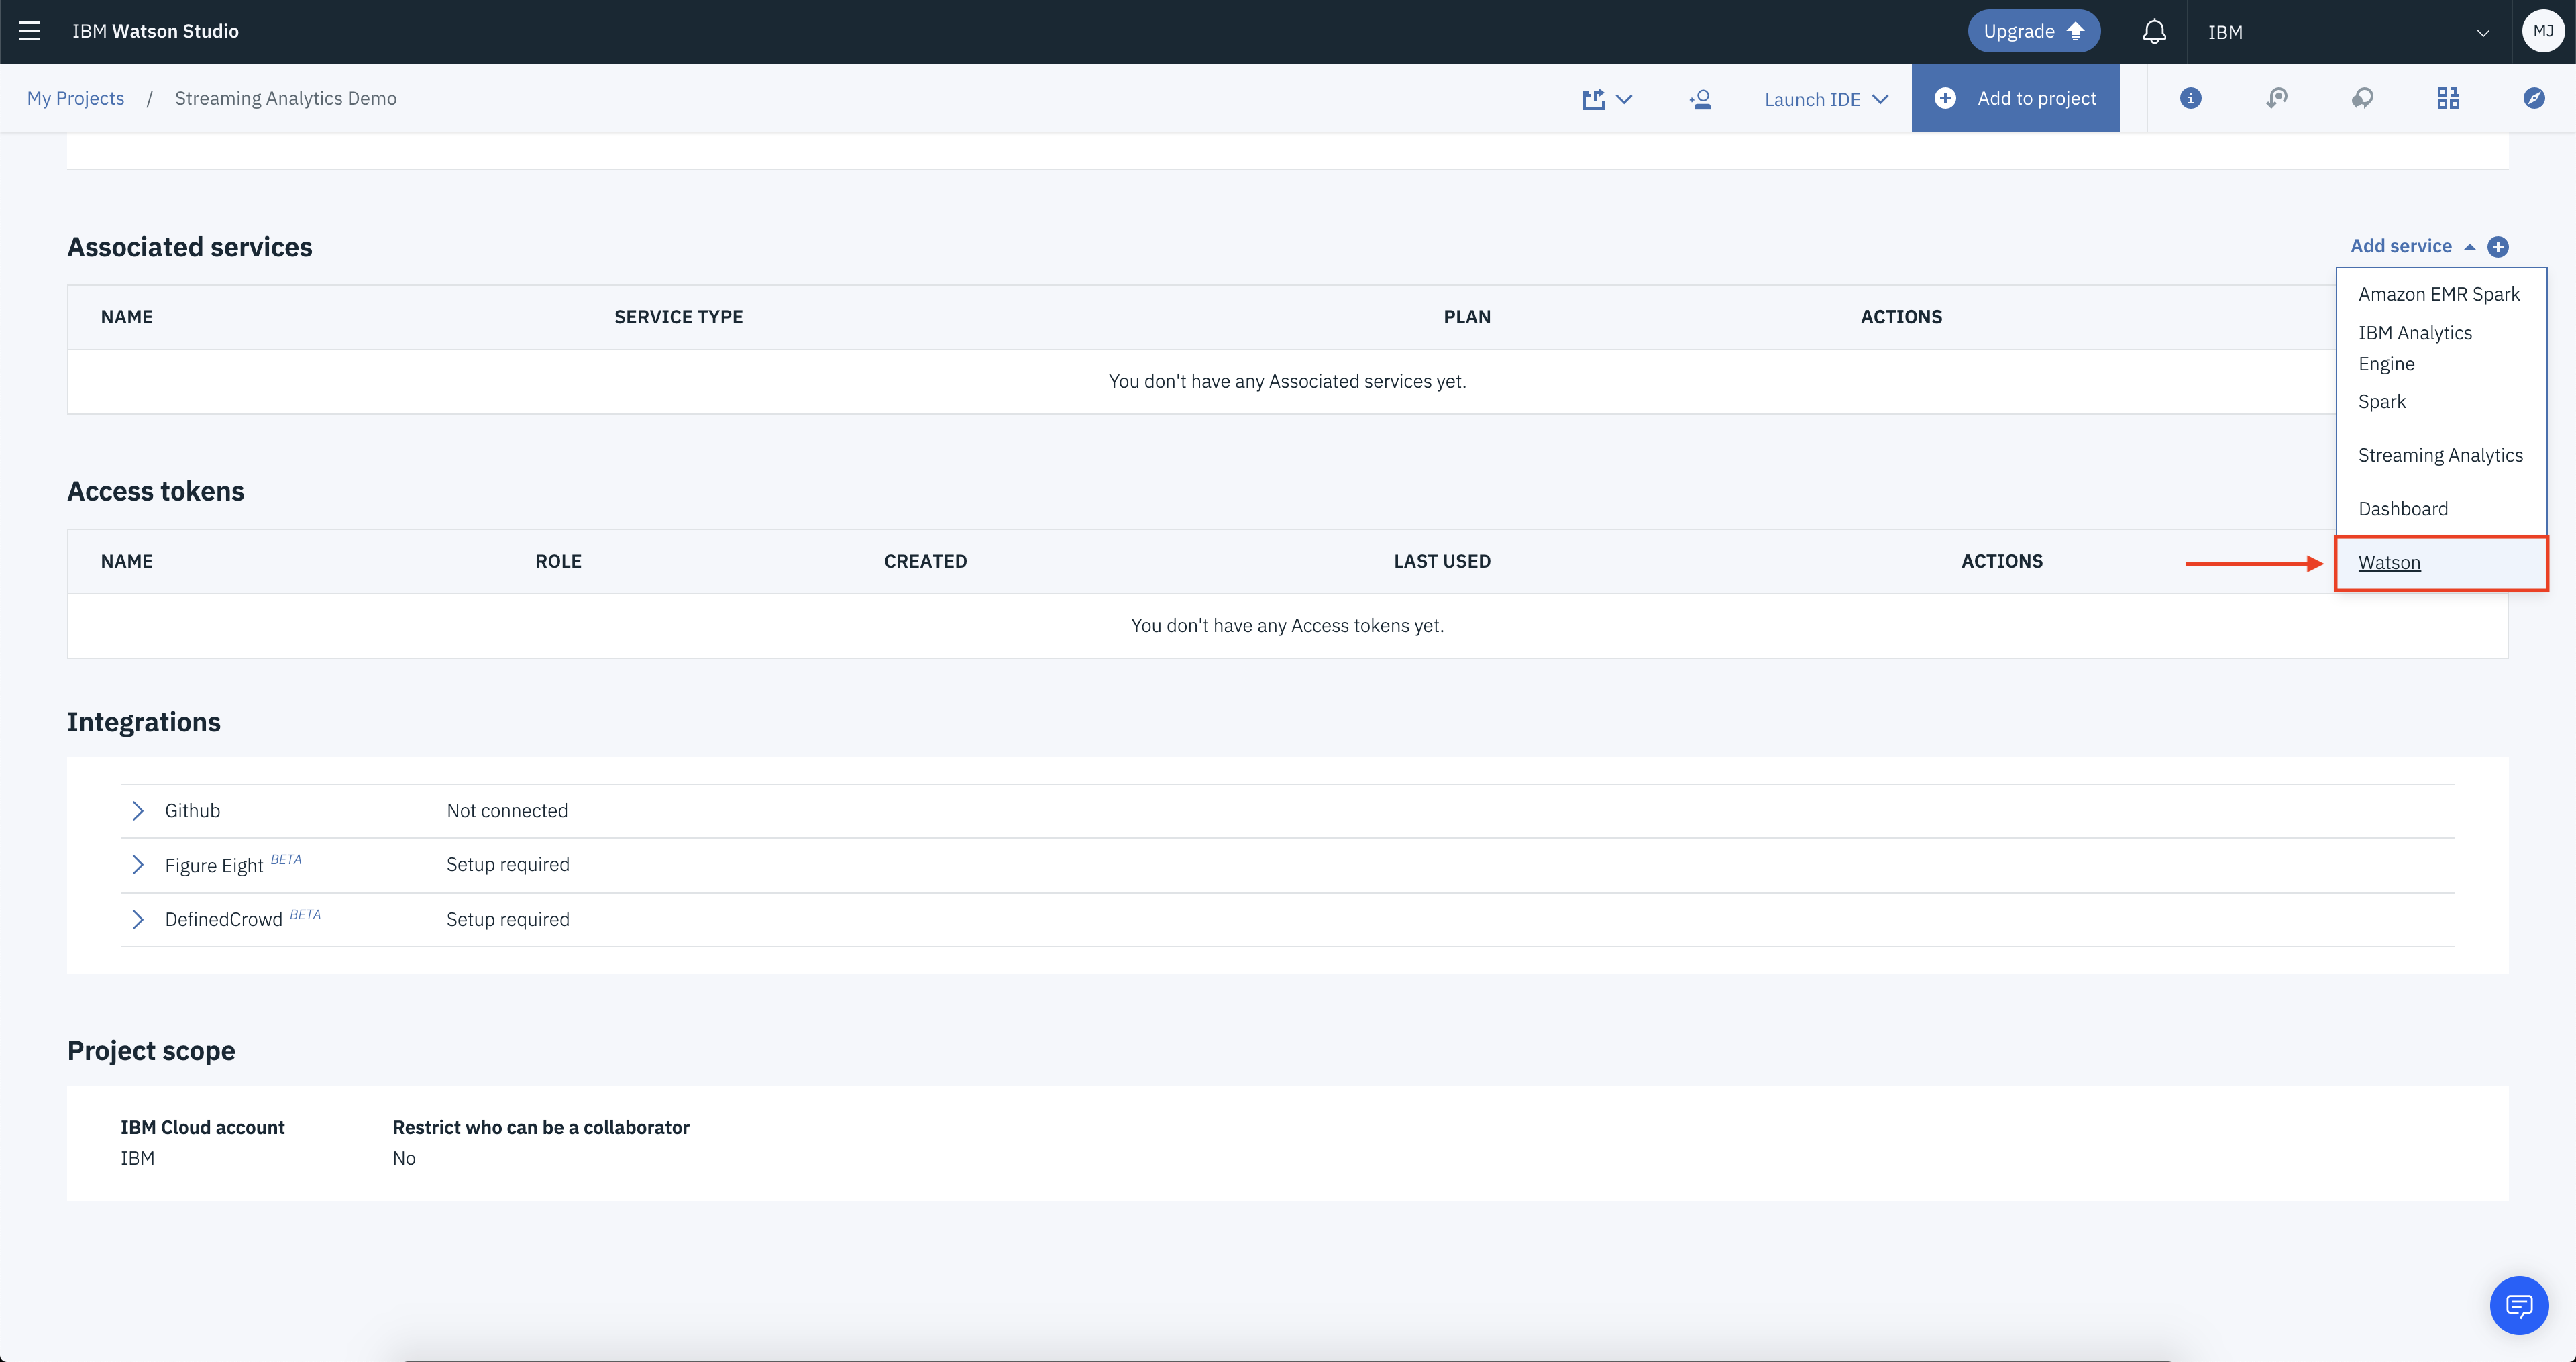 IBM Watson Studio
Upgrade
IBM
MJ
My Projects / Streaming Analytics Demo
Launch IDE
Add to project
Associated services
Add service
NAME SERVICE TYPE PLAN ACTIONS
You don't have any Associated services yet.
Amazon EMR Spark
IBM Analytics
Engine
Spark
Streaming Analytics
Dashboard
Watson
Access tokens
NAME ROLE CREATED LAST USED ACTIONS
You don't have any Access tokens yet.
Integrations
Github Not connected
Figure Eight BETA Setup required
DefinedCrowd BETA Setup required
Project scope
IBM Cloud account Restrict who can be a collaborator
IBM No